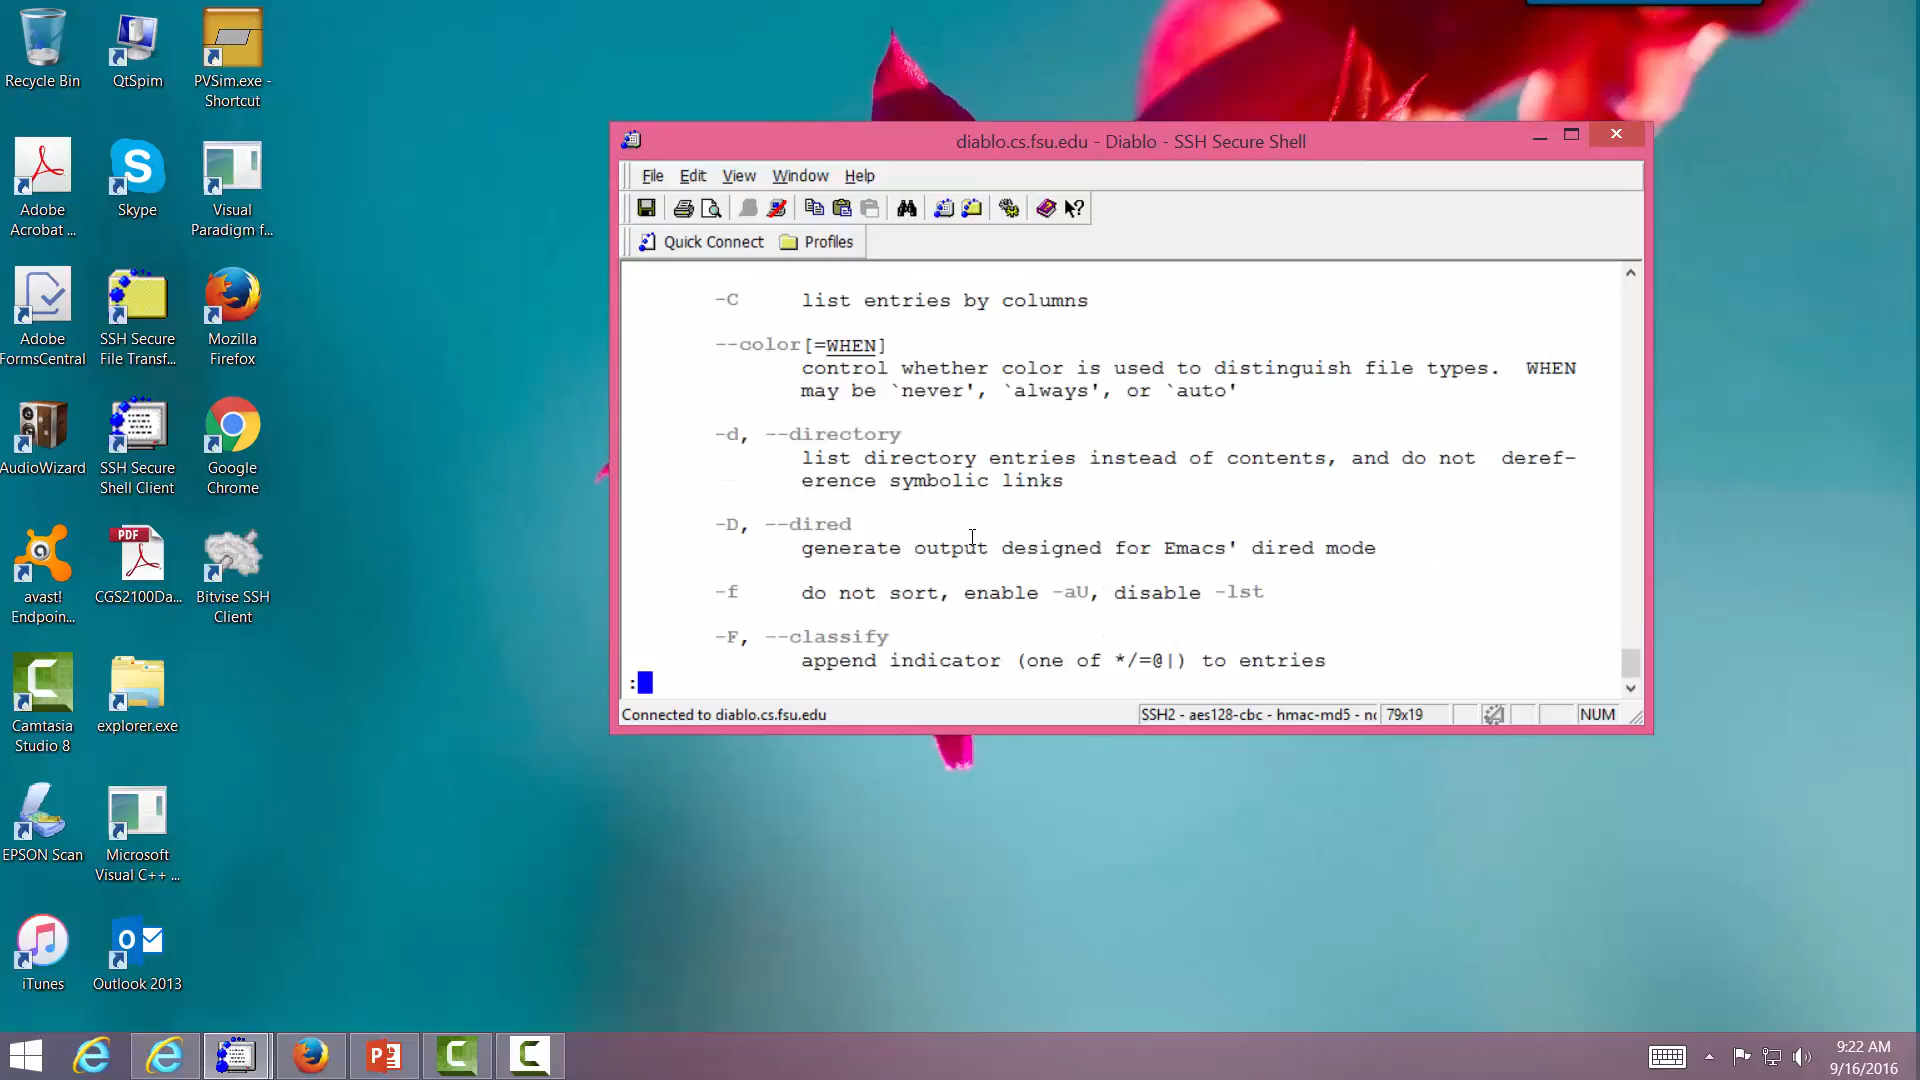 Recycle Bin
QtSpim
PVSim.exe -
Shortcut
Adobe
Acrobat ...
Skype
Visual
Paradigm f...
Adobe
FormsCentral
SSH Secure
File Transf...
Mozilla
Firefox
AudioWizard
SSH Secure
Shell Client
Google
Chrome
avast!
Endpoin...
PDF
CGS2100Da...
Bitvise SSH
Client
Camtasia
Studio 8
explorer.exe
EPSON Scan
Microsoft
Visual C++ ...
iTunes
Outlook 2013
diablo.cs.fsu.edu - Diablo - SSH Secure Shell
File Edit View Window Help
Quick Connect Profiles
-C list entries by columns
--color[=WHEN]
control whether color is used to distinguish file types. WHEN
may be `never', `always', or `auto'
-d, --directory
list directory entries instead of contents, and do not deref-
erence symbolic links
-D, --dired
generate output designed for Emacs' dired mode
-f do not sort, enable -aU, disable -lst
-F, --classify
append indicator (one of */=@|) to entries
:
Connected to diablo.cs.fsu.edu
SSH2 - aes128-cbc - hmac-md5 - nc 79x19 NUM
9:22 AM
9/16/2016